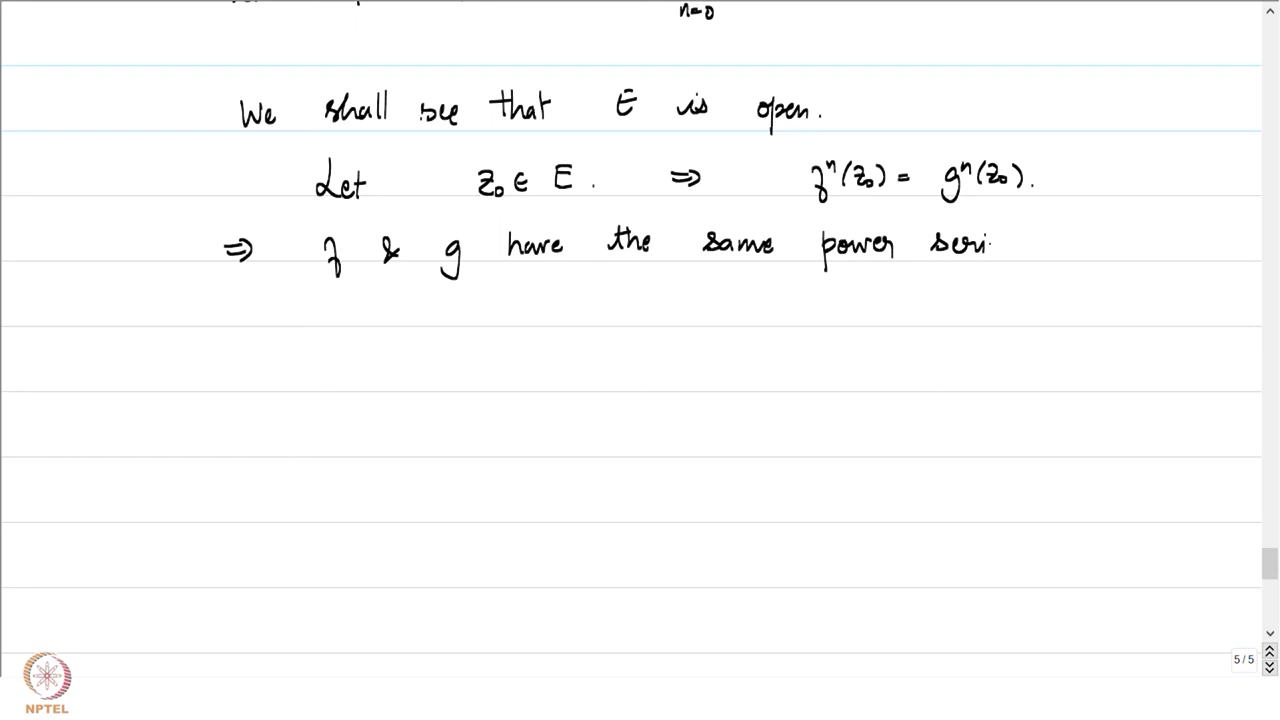 n=0
We shall see that E is open.
Let z₀ ∈ E. ⇒ fⁿ(z₀) = gⁿ(z₀).
⇒ f & g have the same power seri
5 / 5
NPTEL